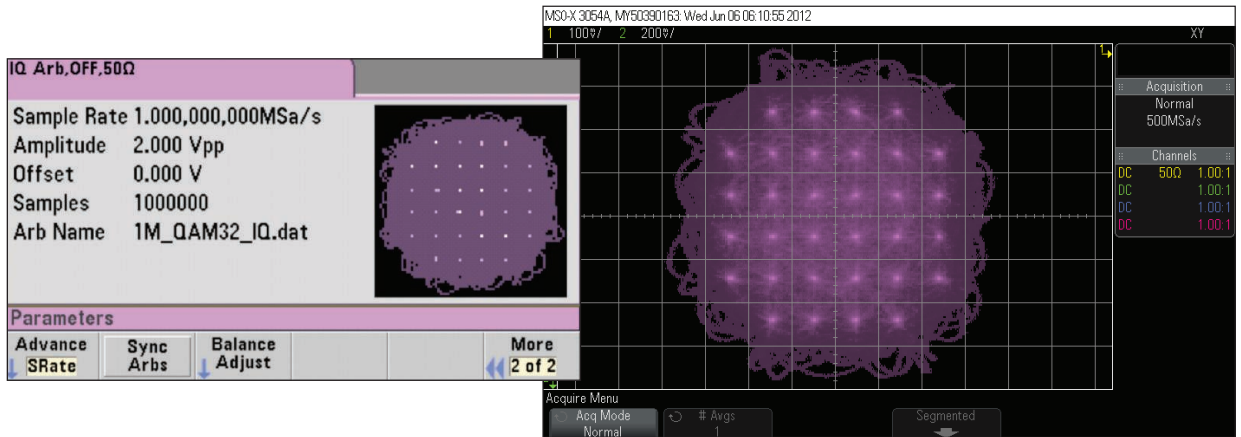 IQ Arb,OFF,50Ω
Sample Rate 1.000,000,000MSa/s
Amplitude 2.000 Vpp
Offset 0.000 V
Samples 1000000
Arb Name 1M_QAM32_IQ.dat
Parameters
Advance
SRate
Sync
Arbs
Balance
Adjust
More
2 of 2
MSO-X 3054A, MY50390163: Wed Jun 06 06:10:55 2012
1 100V/ 2 200V/ XY
1
Acquisition
Normal
500MSa/s
Channels
DC 50Ω 1.00:1
DC 1.00:1
DC 1.00:1
DC 1.00:1
Acquire Menu
Acq Mode
Normal
# Avgs
1
Segmented